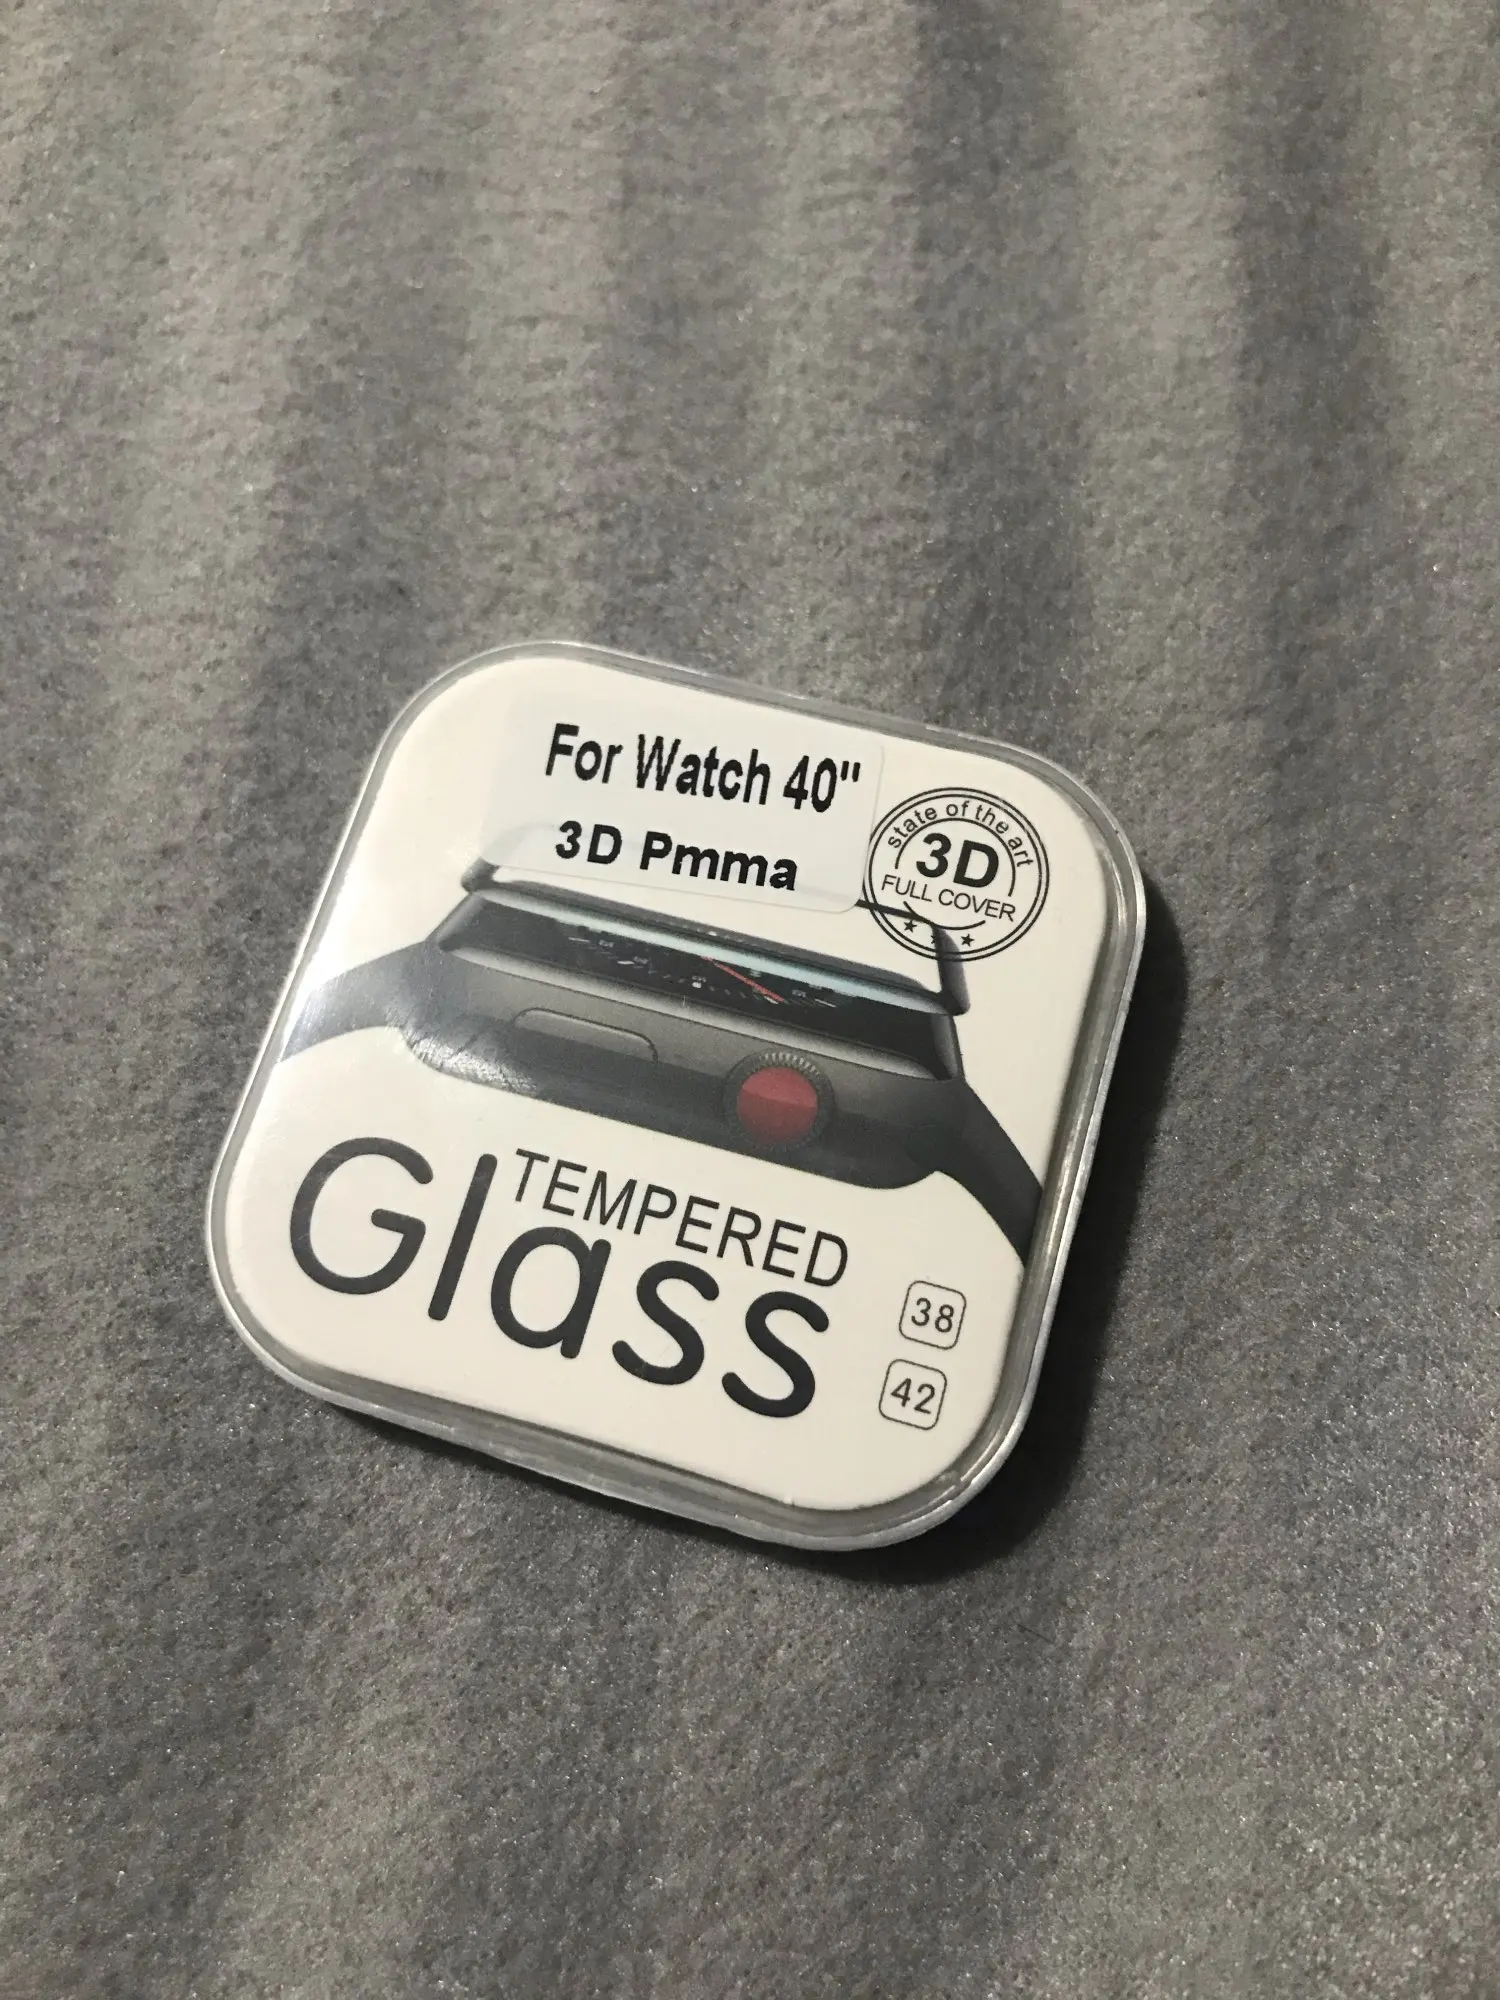 For Watch 40"
3D Pmma
state of the art
3D
FULL COVER
TEMPERED
Glass
38
42